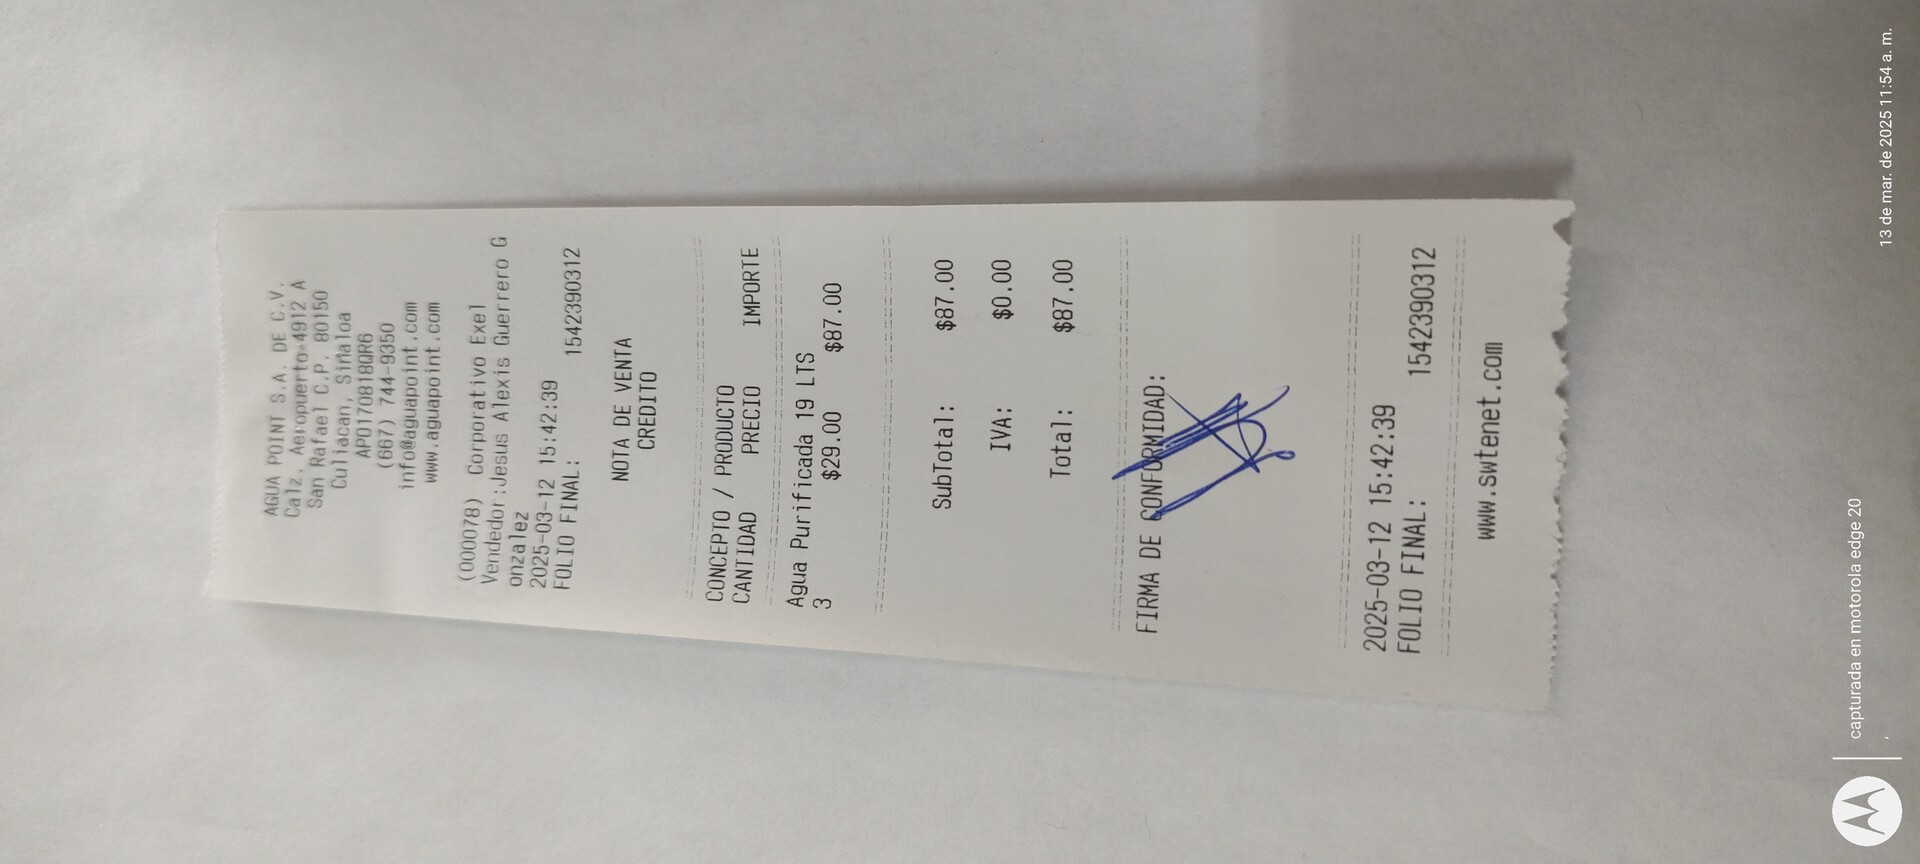 AGUA POINT S.A. DE C.V.
Calz. Aeropuerto 4912 A
San Rafael C.P. 80150
Culiacan, Sinaloa
APO170818QR6
(667) 744-9350
info@aguapoint.com
www.aguapoint.com
(000078) Corporativo Exel
Vendedor:Jesus Alexis Guerrero G
onzalez
2025-03-12 15:42:39
FOLIO FINAL: 1542390312
NOTA DE VENTA
CREDITO
CONCEPTO / PRODUCTO
CANTIDAD PRECIO IMPORTE
Agua Purificada 19 LTS
3 $29.00 $87.00
SubTotal: $87.00
IVA: $0.00
Total: $87.00
FIRMA DE CONFORMIDAD:
2025-03-12 15:42:39
FOLIO FINAL: 1542390312
www.swtenet.com
capturada en motorola edge 20
13 de mar. de 2025 11:54 a. m.